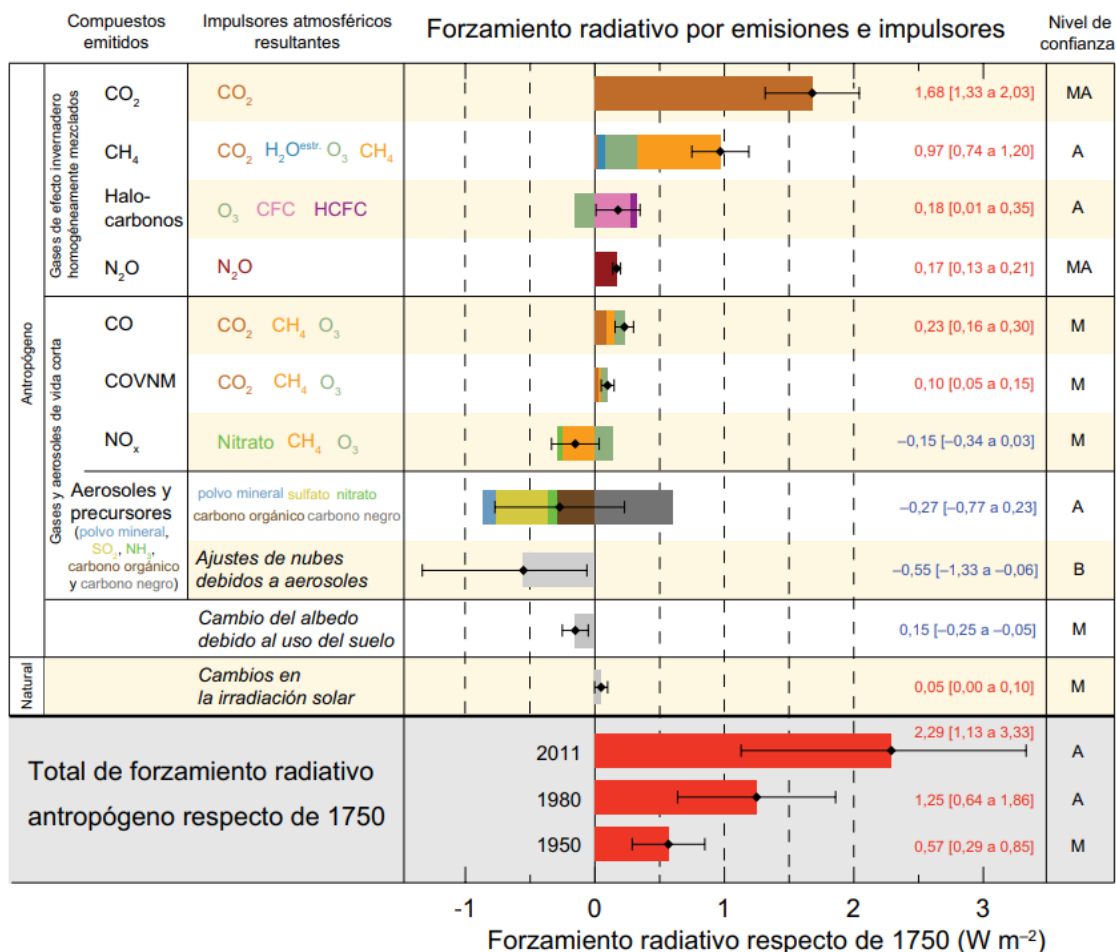 Compuestos
emitidos
Impulsores atmosféricos
resultantes
Forzamiento radiativo por emisiones e impulsores
Nivel de
confianza
Antropógeno
Gases de efecto invernadero
homogéneamente mezclados
CO₂
CO₂
1,68 [1,33 a 2,03]
MA
CH₄
CO₂ H₂Oestr. O₃ CH₄
0,97 [0,74 a 1,20]
A
Halo-
carbonos
O₃ CFC HCFC
0,18 [0,01 a 0,35]
A
N₂O
N₂O
0,17 [0,13 a 0,21]
MA
Gases y aerosoles de vida corta
CO
CO₂ CH₄ O₃
0,23 [0,16 a 0,30]
M
COVNM
CO₂ CH₄ O₃
0,10 [0,05 a 0,15]
M
NOₓ
Nitrato CH₄ O₃
–0,15 [–0,34 a 0,03]
M
Aerosoles y
precursores
(polvo mineral,
SO₂, NH₃,
carbono orgánico
y carbono negro)
polvo mineral sulfato nitrato
carbono orgánico carbono negro
–0,27 [–0,77 a 0,23]
A
Ajustes de nubes
debidos a aerosoles
–0,55 [–1,33 a –0,06]
B
Cambio del albedo
debido al uso del suelo
0,15 [–0,25 a –0,05]
M
Natural
Cambios en
la irradiación solar
0,05 [0,00 a 0,10]
M
Total de forzamiento radiativo
antropógeno respecto de 1750
2011
2,29 [1,13 a 3,33]
A
1980
1,25 [0,64 a 1,86]
A
1950
0,57 [0,29 a 0,85]
M
-1 0 1 2 3
Forzamiento radiativo respecto de 1750 (W m⁻²)